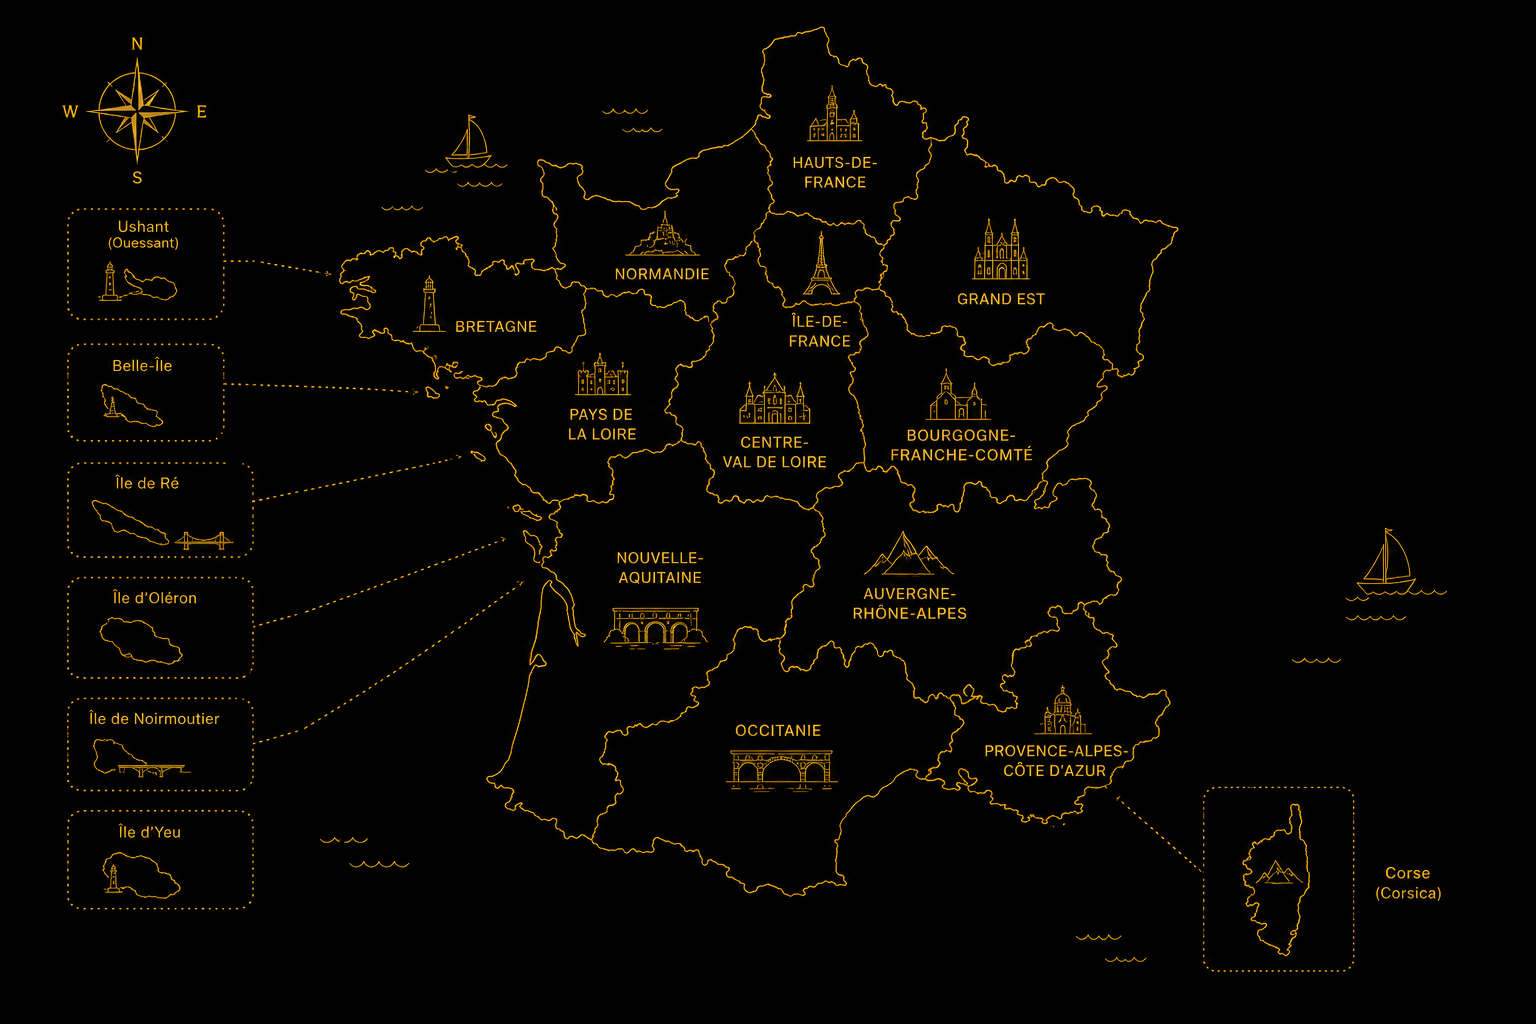 N
W
E
S
Ushant
(Ouessant)
Belle-Île
Île de Ré
Île d'Oléron
Île de Noirmoutier
Île d'Yeu
HAUTS-DE-
FRANCE
NORMANDIE
GRAND EST
ÎLE-DE-
FRANCE
BRETAGNE
PAYS DE
LA LOIRE
CENTRE-
VAL DE LOIRE
BOURGOGNE-
FRANCHE-COMTÉ
NOUVELLE-
AQUITAINE
AUVERGNE-
RHÔNE-ALPES
OCCITANIE
PROVENCE-ALPES-
CÔTE D'AZUR
Corse
(Corsica)